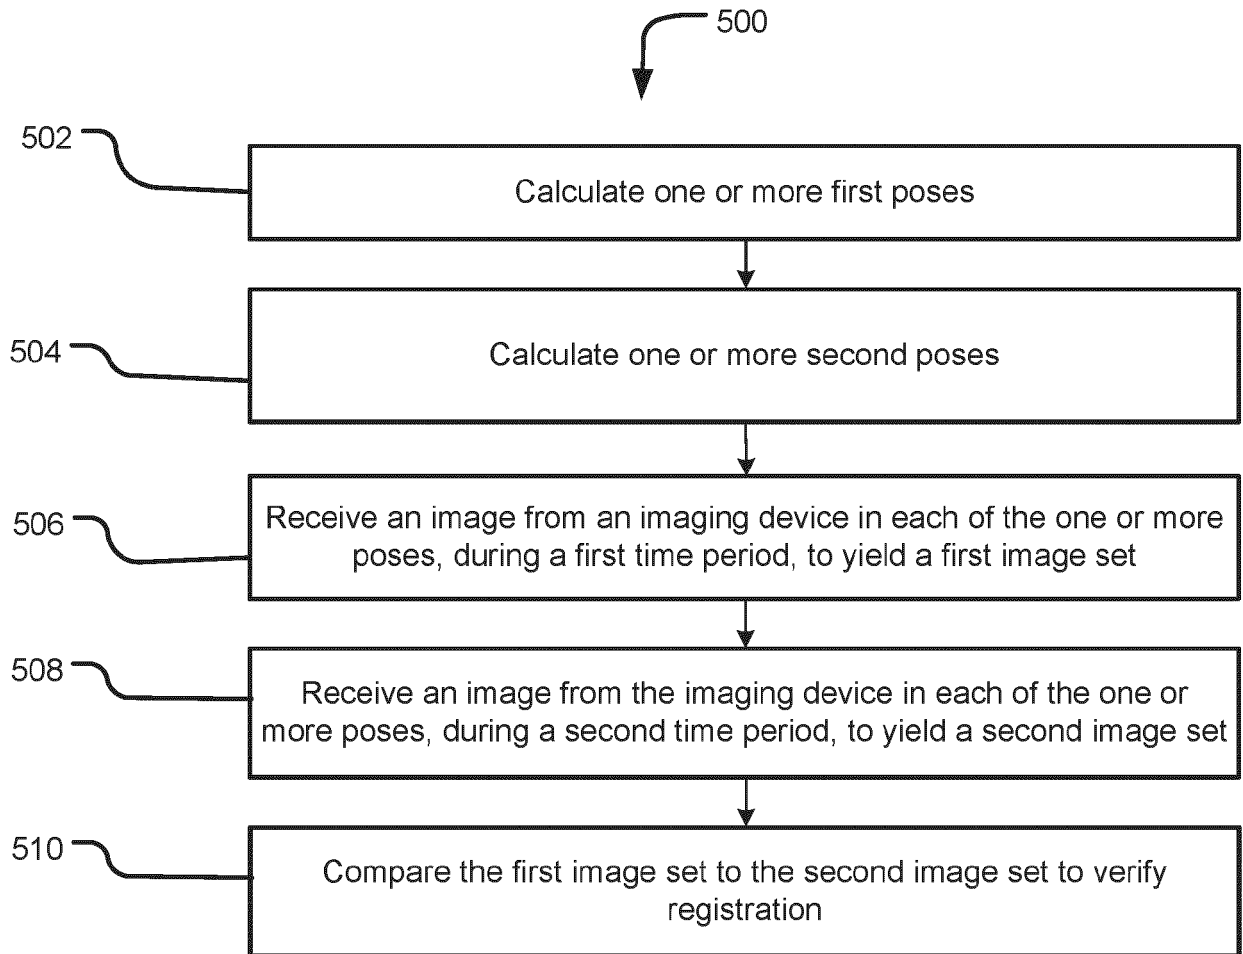 500
502
Calculate one or more first poses
504
Calculate one or more second poses
506
Receive an image from an imaging device in each of the one or more
poses, during a first time period, to yield a first image set
508
Receive an image from the imaging device in each of the one or
more poses, during a second time period, to yield a second image set
510
Compare the first image set to the second image set to verify
registration